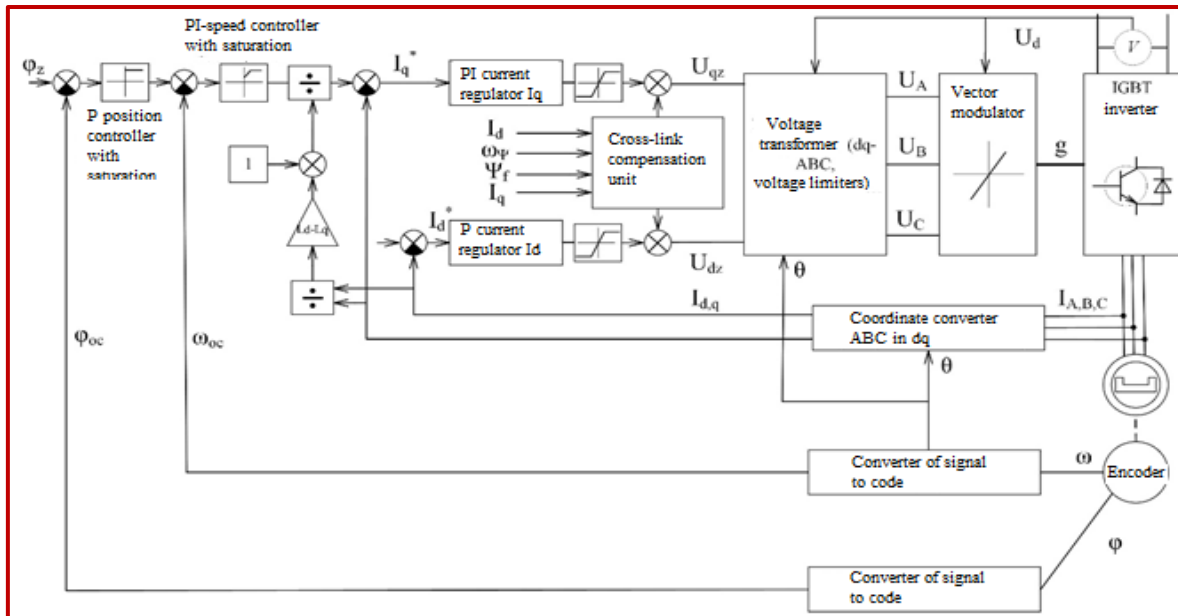 PI-speed controller
with saturation
φz
P position
controller
with
saturation
÷
Iq*
PI current
regulator Iq
Uqz
Ud
V
IGBT
inverter
UA
UB
UC
Vector
modulator
g
Voltage
transformer (dq-
ABC,
voltage limiters)
Id
ωΨ
Ψf
Iq
Cross-link
compensation
unit
1
Ld-Lq
÷
Id*
P current
regulator Id
Udz
θ
Id,q
IA,B,C
Coordinate converter
ABC in dq
θ
φoc
ωoc
Converter of signal
to code
ω
Encoder
φ
Converter of signal
to code